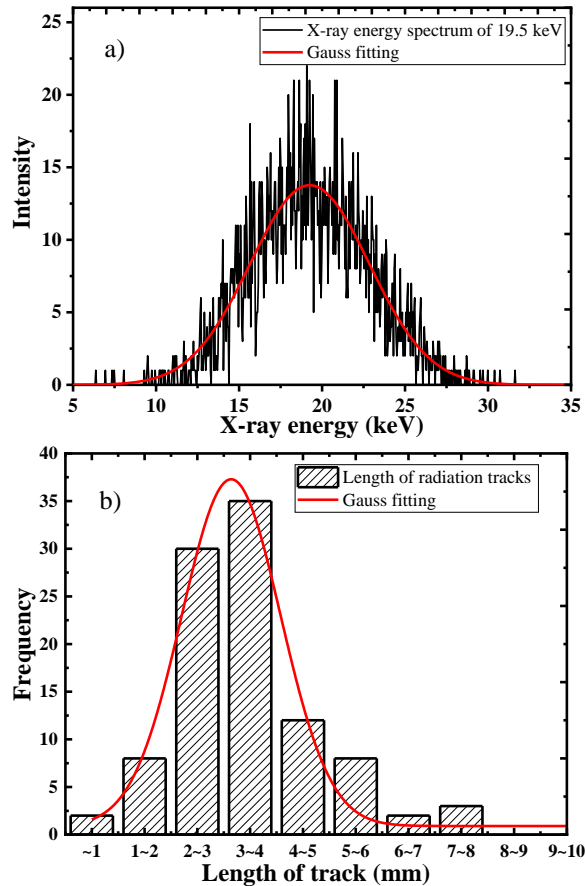 a)
X-ray energy spectrum of 19.5 keV
Gauss fitting
Intensity
25
20
15
10
5
0
5 10 15 20 25 30 35
X-ray energy (keV)
b)
Length of radiation tracks
Gauss fitting
Frequency
40
35
30
25
20
15
10
5
0
~1 1~2 2~3 3~4 4~5 5~6 6~7 7~8 8~9 9~10
Length of track (mm)